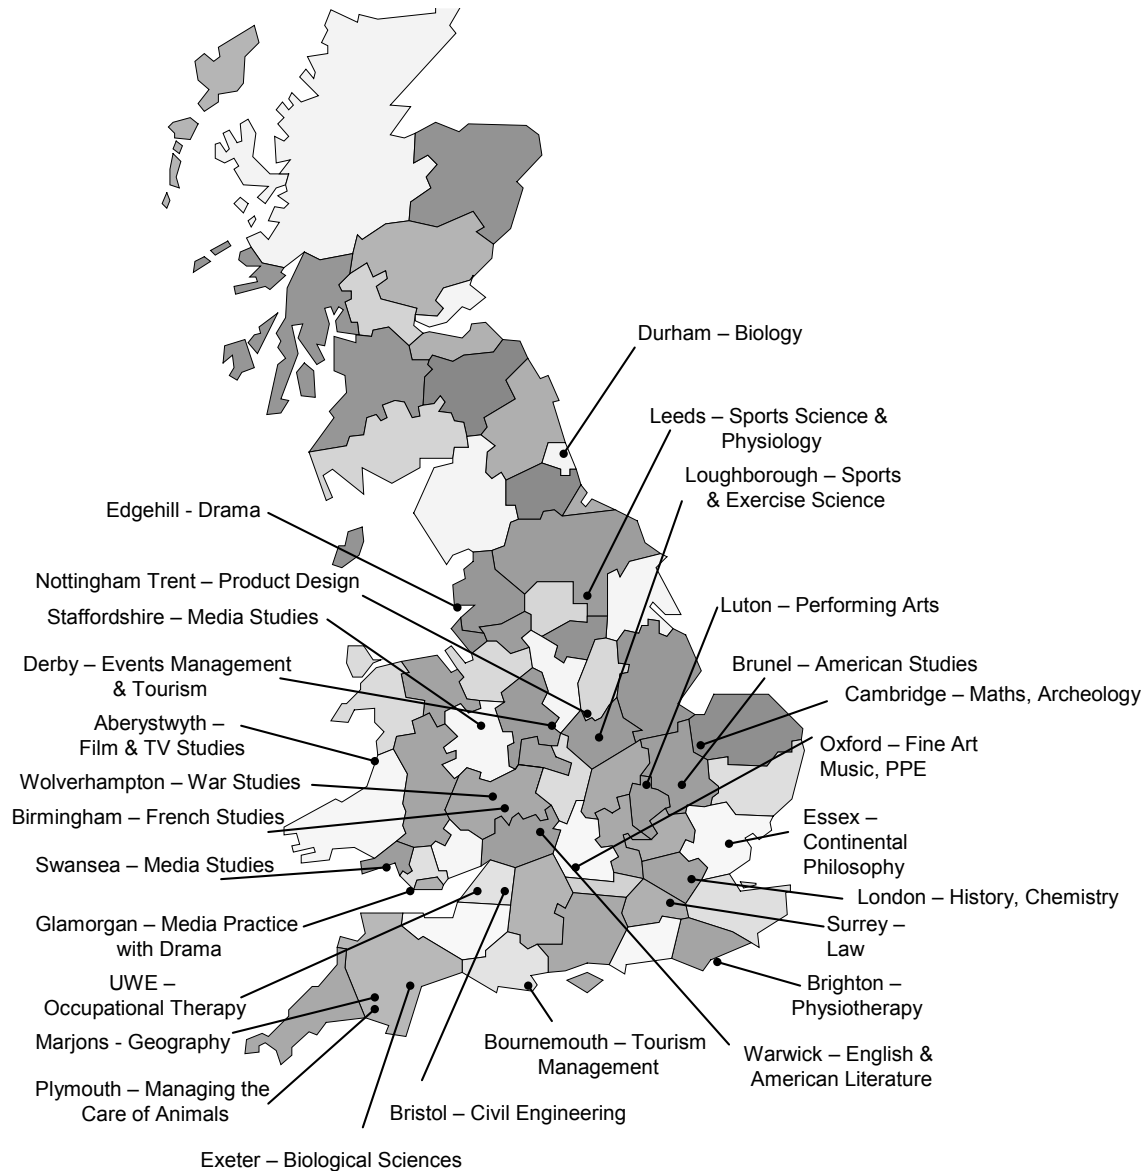 Durham – Biology
Leeds – Sports Science &
Physiology
Loughborough – Sports
& Exercise Science
Edgehill - Drama
Nottingham Trent – Product Design
Staffordshire – Media Studies
Luton – Performing Arts
Derby – Events Management
& Tourism
Brunel – American Studies
Cambridge – Maths, Archeology
Aberystwyth –
Film & TV Studies
Oxford – Fine Art
Music, PPE
Wolverhampton – War Studies
Birmingham – French Studies
Essex –
Continental
Philosophy
Swansea – Media Studies
London – History, Chemistry
Glamorgan – Media Practice
with Drama
Surrey –
Law
UWE –
Occupational Therapy
Brighton –
Physiotherapy
Marjons - Geography
Bournemouth – Tourism
Management
Warwick – English &
American Literature
Plymouth – Managing the
Care of Animals
Bristol – Civil Engineering
Exeter – Biological Sciences